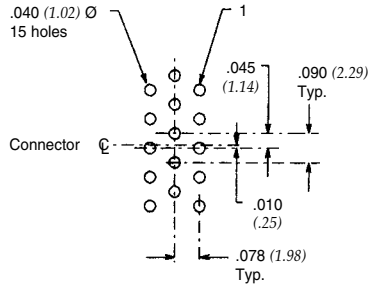 .040 (1.02) Ø
15 holes
1
.045
(1.14)
.090 (2.29)
Typ.
Connector ℄
.010
(.25)
.078 (1.98)
Typ.